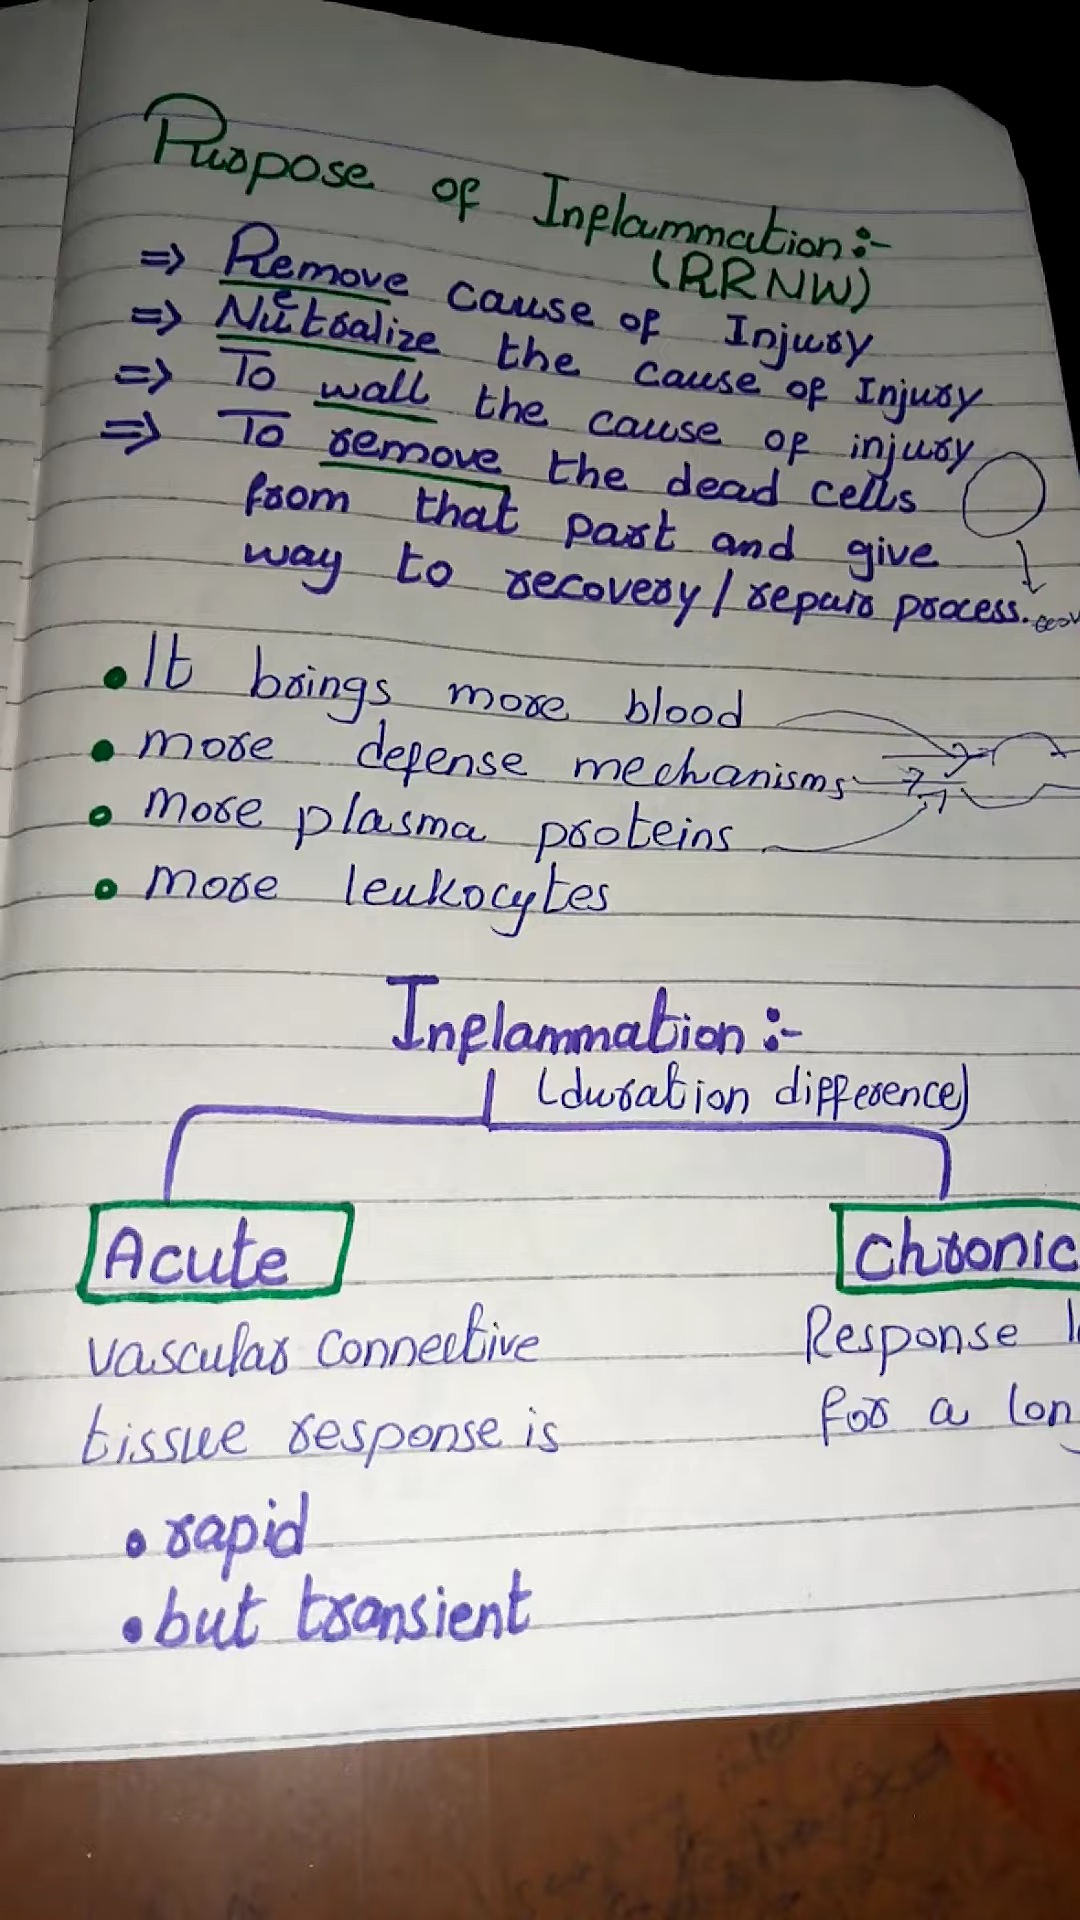 Purpose of Inflammation:-
(RRNW)
=> Remove cause of Injury
=> Nuetralize the cause of Injury
=> To wall the cause of injury
=> To remove the dead cells
from that part and give
way to recovery / repair process.
• It brings more blood
• more defense mechanisms
• more plasma proteins
• more leukocytes
Inflammation :-
(duration difference)
Acute Chronic
vascular connective Response
tissue response is for a
• rapid
• but transient